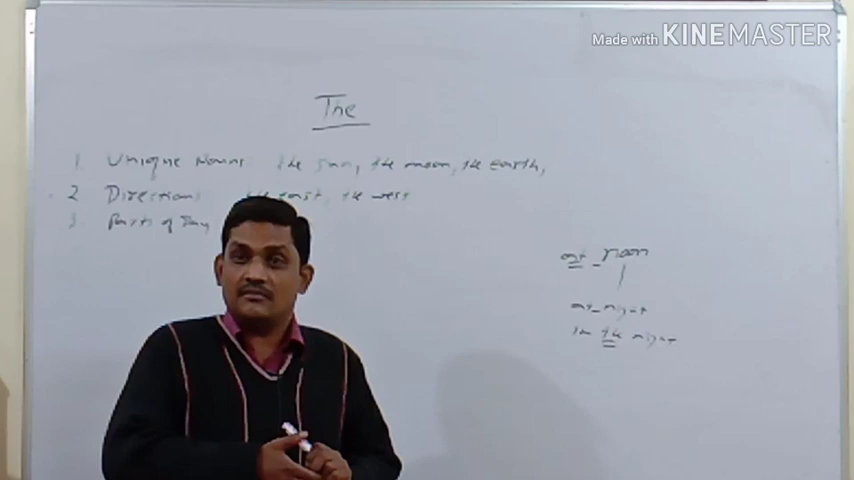 Made with KINEMASTER
The
1 Unique Nouns the sun, the moon, the earth,
2 Directions the east, the west
3 Parts of Day
at _ noon
at _ night
in the night